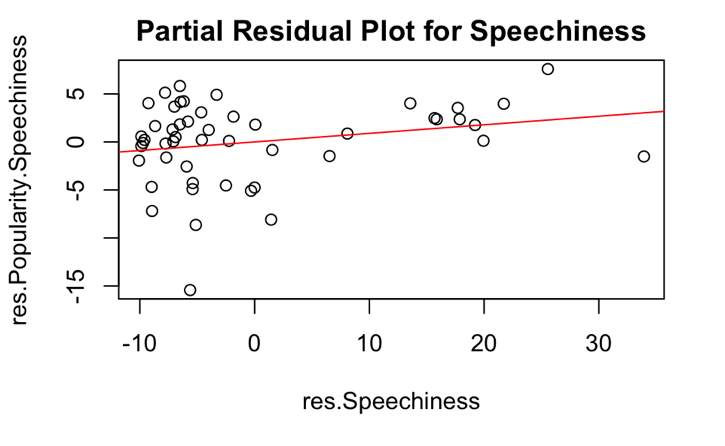 Partial Residual Plot for Speechiness
res.Popularity.Speechiness
5
0
-5
-15
-10 0 10 20 30
res.Speechiness